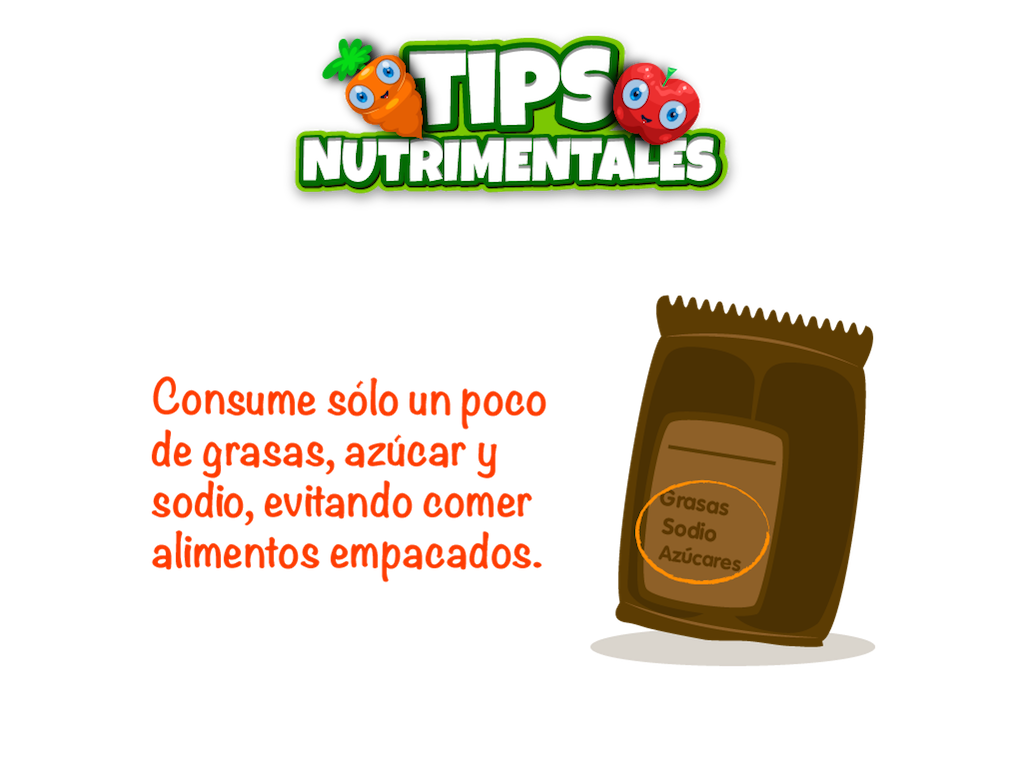 TIPS
NUTRIMENTALES
Consume sólo un poco
de grasas, azúcar y
sodio, evitando comer
alimentos empacados.
Grasas
Sodio
Azúcares